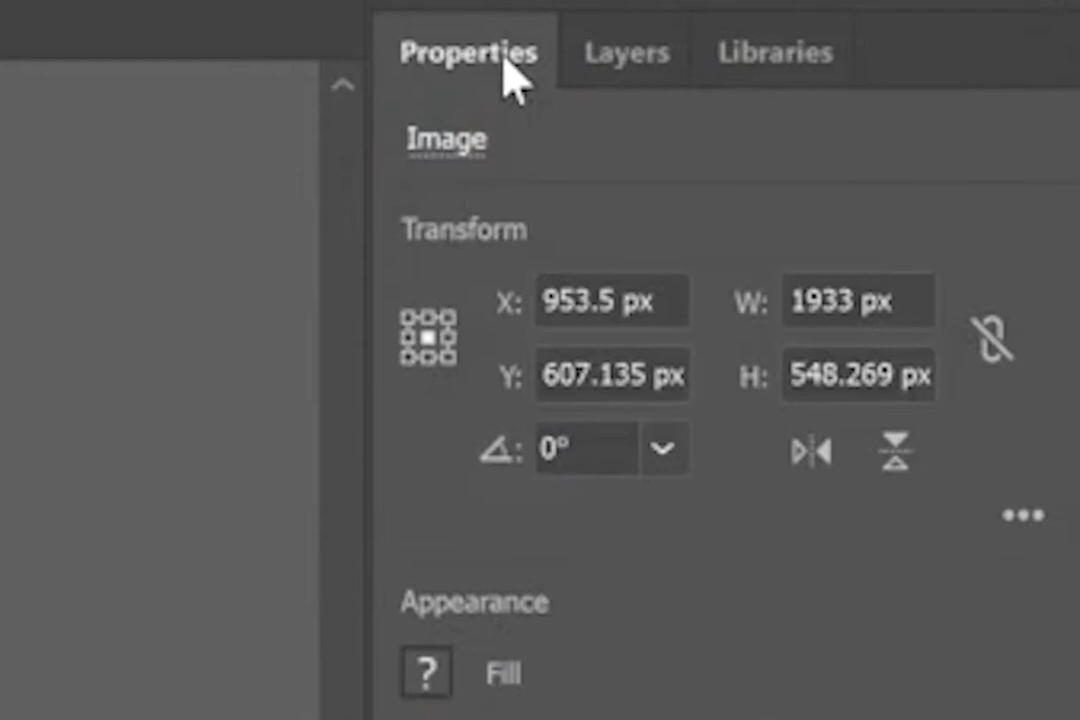 Properties Layers Libraries
Image
Transform
X: 953.5 px W: 1933 px
Y: 607.135 px H: 548.269 px
0°
Appearance
? Fill